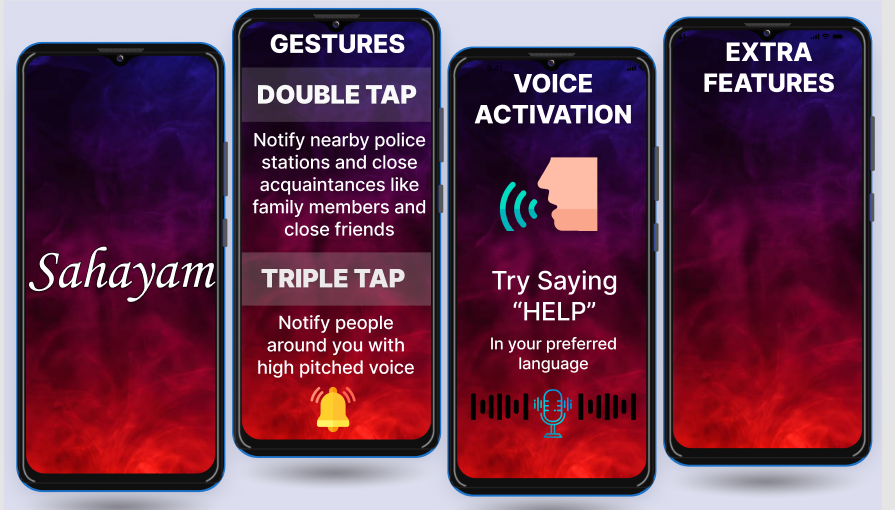 Sahayam
GESTURES
DOUBLE TAP
Notify nearby police
stations and close
acquaintances like
family members and
close friends
TRIPLE TAP
Notify people
around you with
high pitched voice
VOICE
ACTIVATION
Try Saying
“HELP”
In your preferred
language
EXTRA
FEATURES